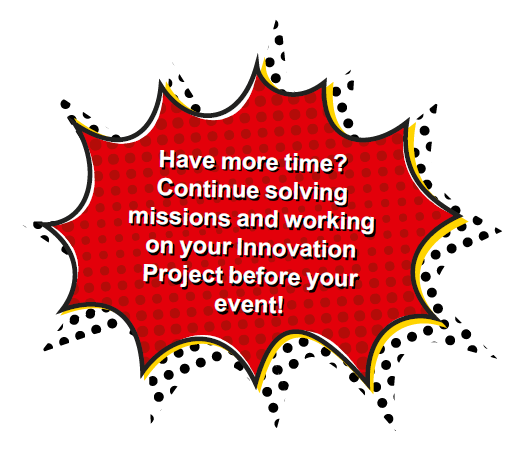 Have more time?
Continue solving
missions and working
on your Innovation
Project before your
event!